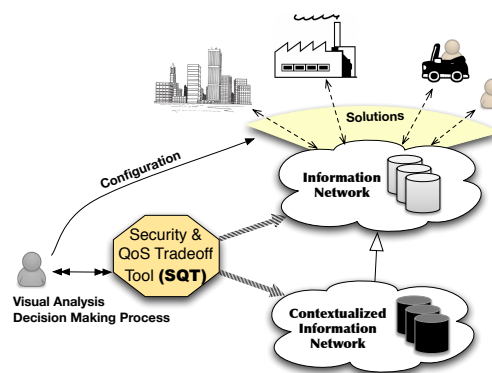 Solutions
Configuration
Information
Network
Security &
QoS Tradeoff
Tool (SQT)
Visual Analysis
Decision Making Process
Contextualized
Information
Network